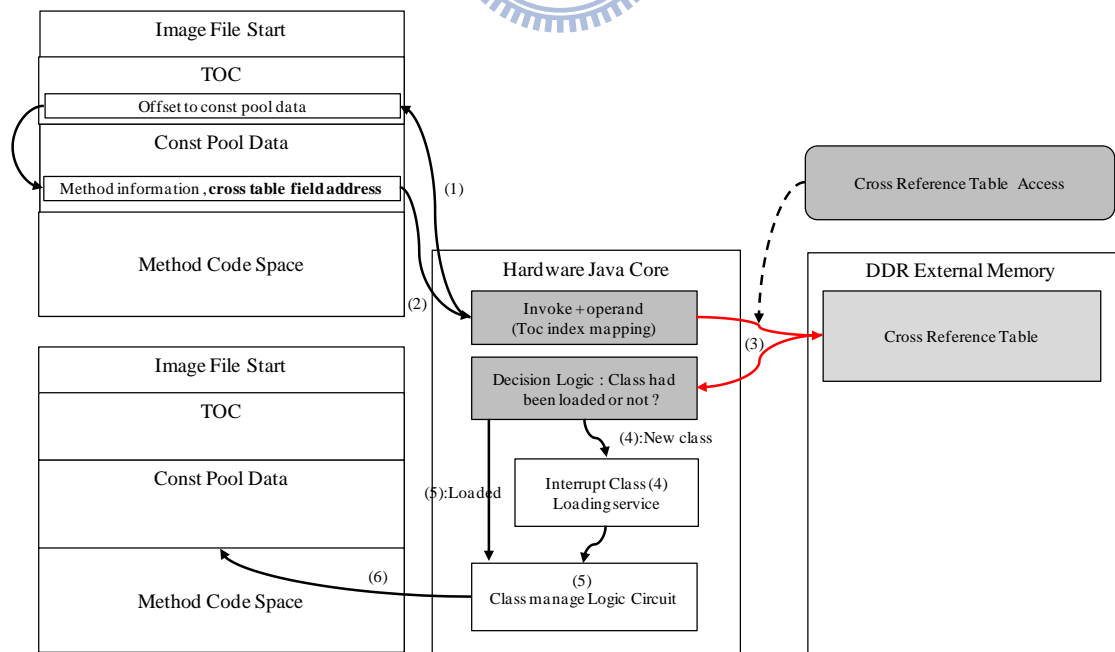 Image File Start
TOC
Offset to const pool data
Const Pool Data
Method information , cross table field address
Method Code Space
(1)
(2)
Cross Reference Table Access
Hardware Java Core
Invoke + operand
(Toc index mapping)
(3)
Decision Logic : Class had
been loaded or not ?
(4):New class
(5):Loaded
Interrupt Class (4)
Loading service
(5)
Class manage Logic Circuit
(6)
DDR External Memory
Cross Reference Table
Image File Start
TOC
Const Pool Data
Method Code Space